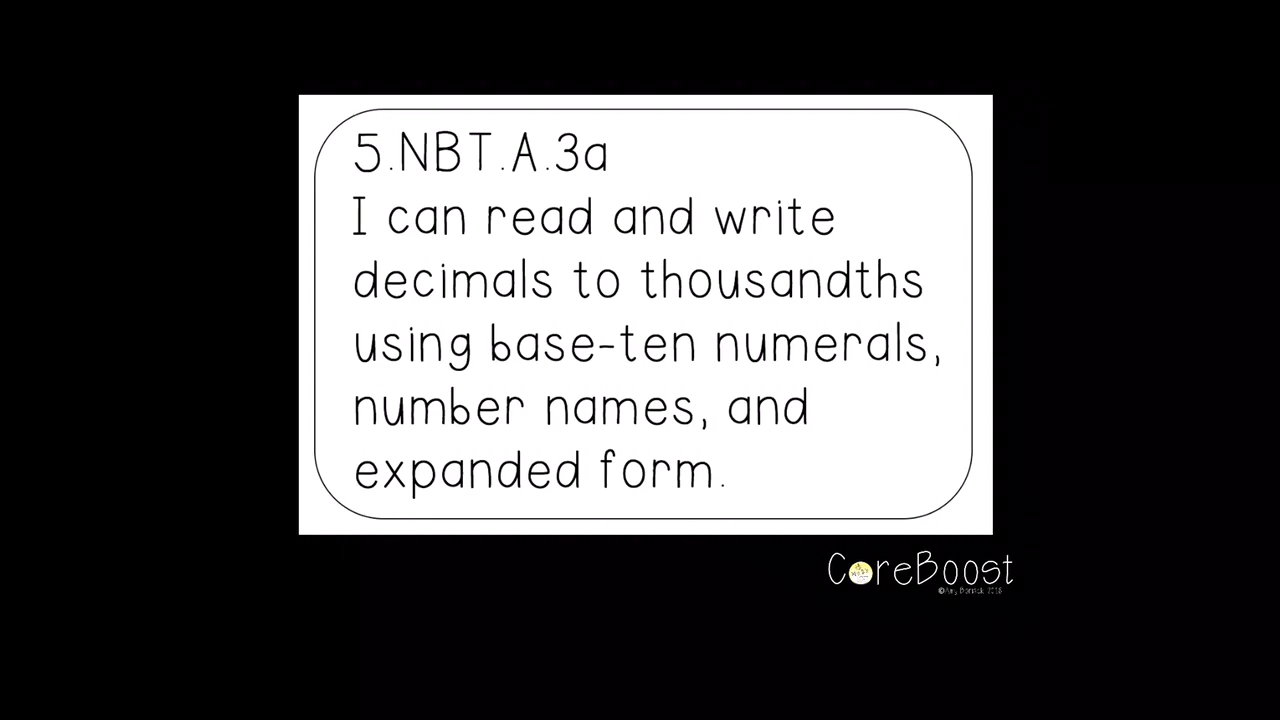 5.NBT.A.3a
I can read and write
decimals to thousandths
using base-ten numerals,
number names, and
expanded form.
CoreBoost